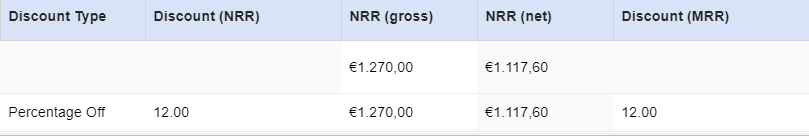 Discount Type Discount (NRR) NRR (gross) NRR (net) Discount (MRR)
€1.270,00 €1.117,60
Percentage Off 12.00 €1.270,00 €1.117,60 12.00